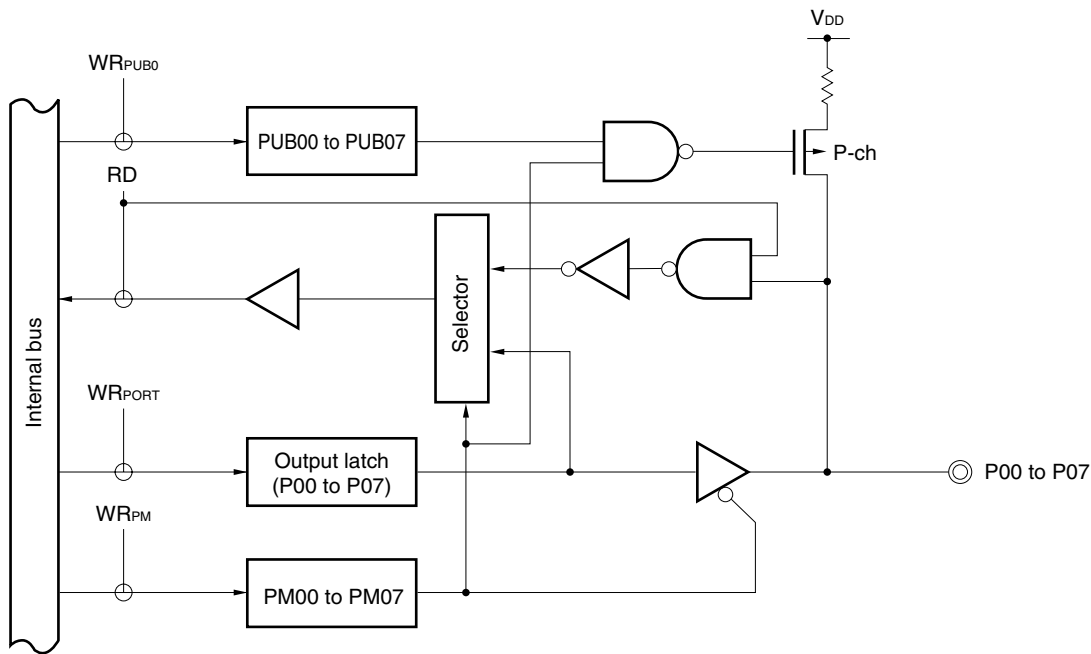 VDD
WRPUB0
PUB00 to PUB07
P-ch
RD
Selector
Internal bus
WRPORT
Output latch
(P00 to P07)
P00 to P07
WRPM
PM00 to PM07